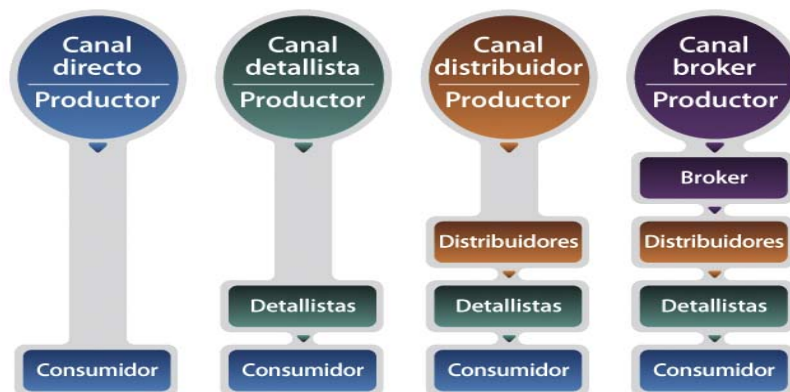 Canal
directo
Productor
Consumidor
Canal
detallista
Productor
Detallistas
Consumidor
Canal
distribuidor
Productor
Distribuidores
Detallistas
Consumidor
Canal
broker
Productor
Broker
Distribuidores
Detallistas
Consumidor